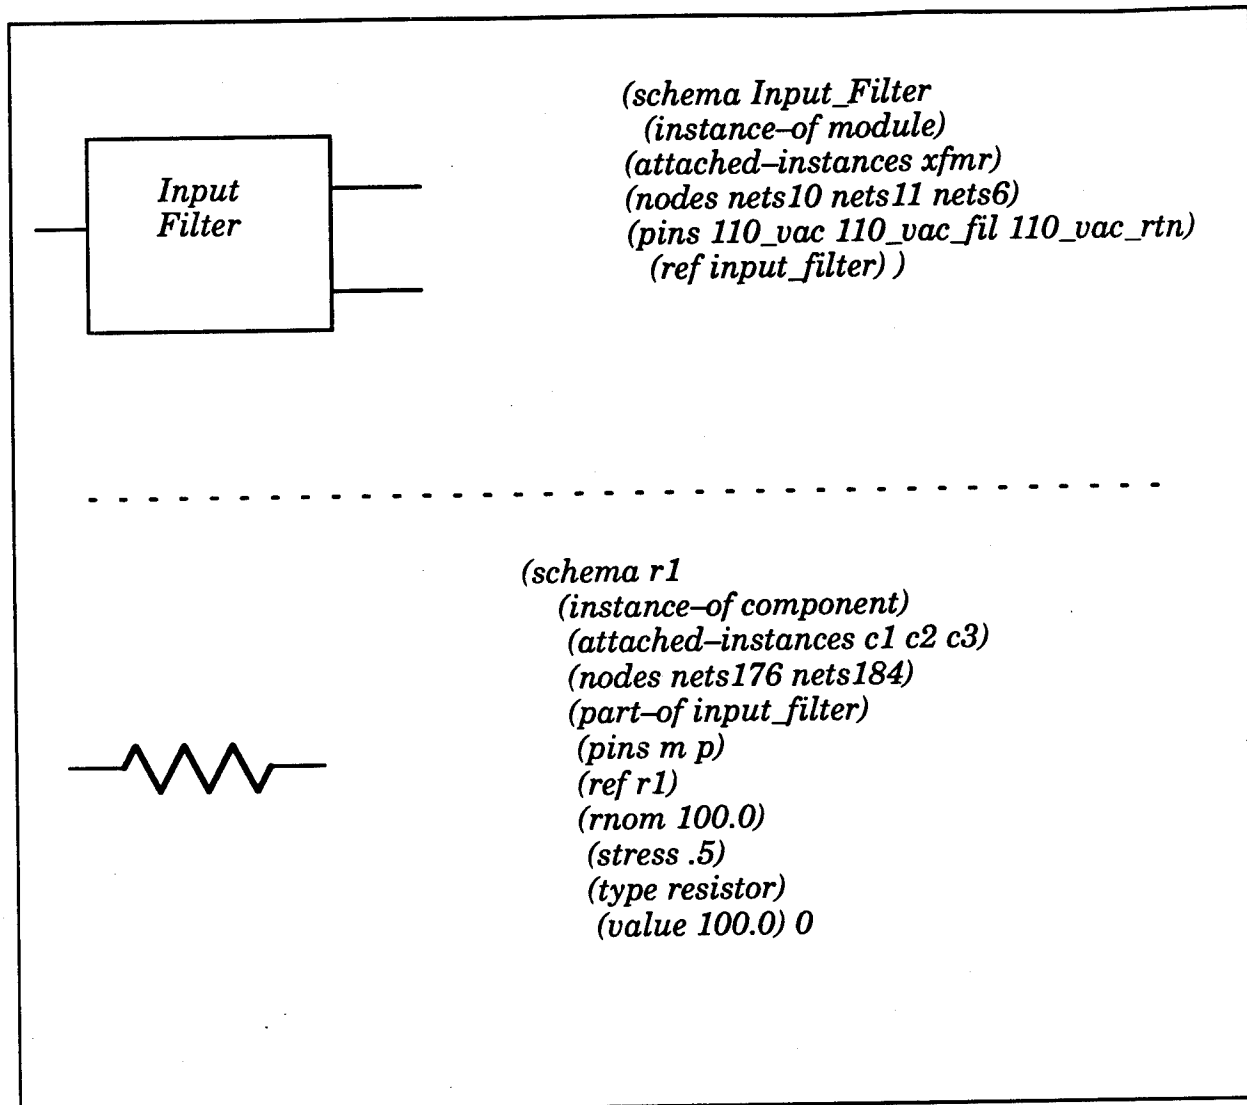 Input
Filter
(schema Input_Filter
(instance–of module)
(attached–instances xfmr)
(nodes nets10 nets11 nets6)
(pins 110_vac 110_vac_fil 110_vac_rtn)
(ref input_filter) )
(schema r1
(instance–of component)
(attached–instances c1 c2 c3)
(nodes nets176 nets184)
(part–of input_filter)
(pins m p)
(ref r1)
(rnom 100.0)
(stress .5)
(type resistor)
(value 100.0) 0